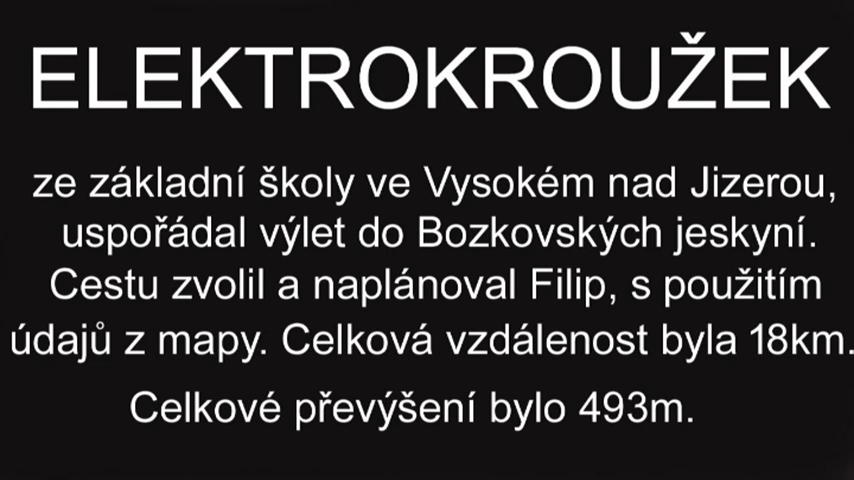 ELEKTROKROUŽEK
ze základní školy ve Vysokém nad Jizerou,
uspořádal výlet do Bozkovských jeskyní.
Cestu zvolil a naplánoval Filip, s použitím
údajů z mapy. Celková vzdálenost byla 18km.
Celkové převýšení bylo 493m.